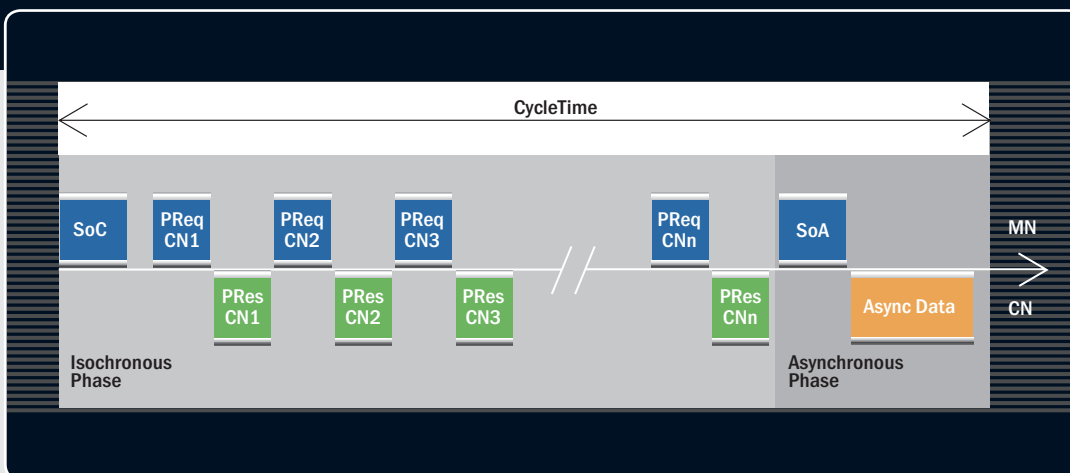 CycleTime
SoC
PReq
CN1
PReq
CN2
PReq
CN3
PReq
CNn
SoA
MN
PRes
CN1
PRes
CN2
PRes
CN3
PRes
CNn
Async Data
CN
Isochronous
Phase
Asynchronous
Phase